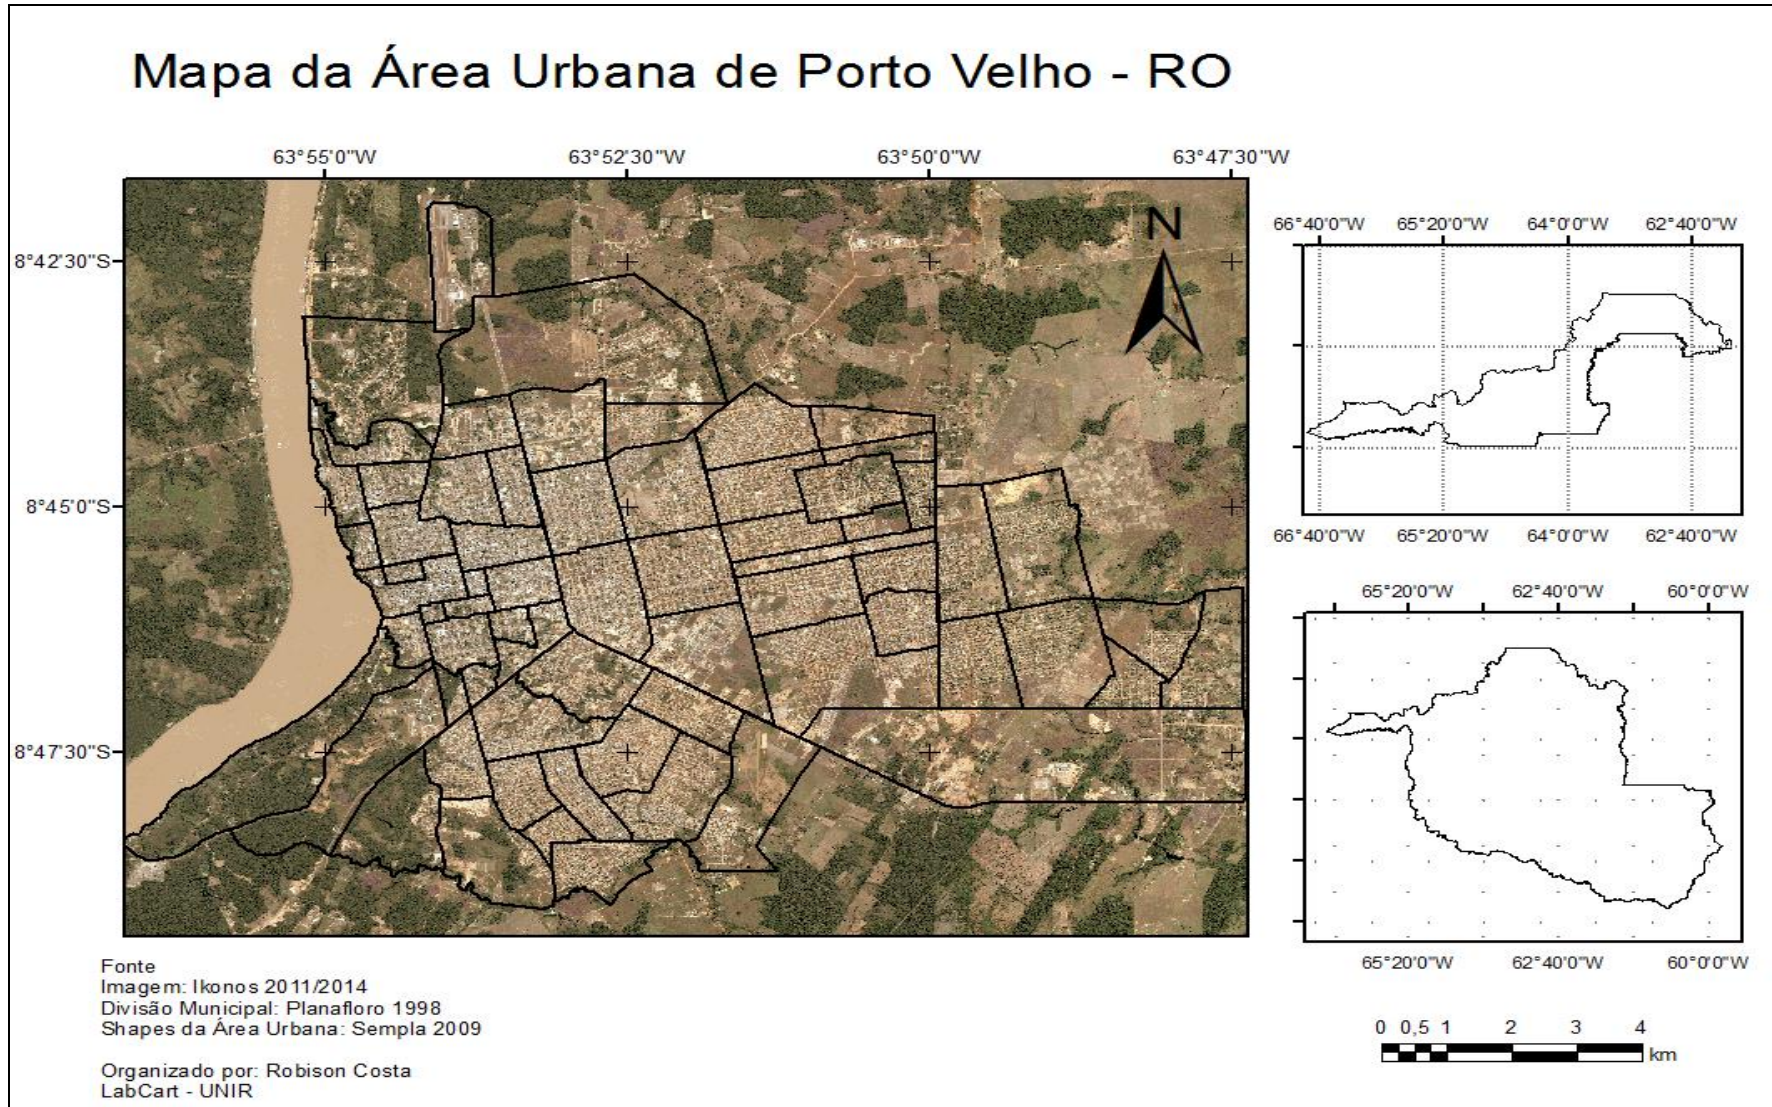 Mapa da Área Urbana de Porto Velho - RO
63°55'0"W 63°52'30"W 63°50'0"W 63°47'30"W
N
8°42'30"S
8°45'0"S
8°47'30"S
66°40'0"W 65°20'0"W 64°0'0"W 62°40'0"W
66°40'0"W 65°20'0"W 64°0'0"W 62°40'0"W
65°20'0"W 62°40'0"W 60°0'0"W
65°20'0"W 62°40'0"W 60°0'0"W
Fonte
Imagem: Ikonos 2011/2014
Divisão Municipal: Planafloro 1998
Shapes da Área Urbana: Sempla 2009
Organizado por: Robison Costa
LabCart - UNIR
0 0,5 1 2 3 4
km